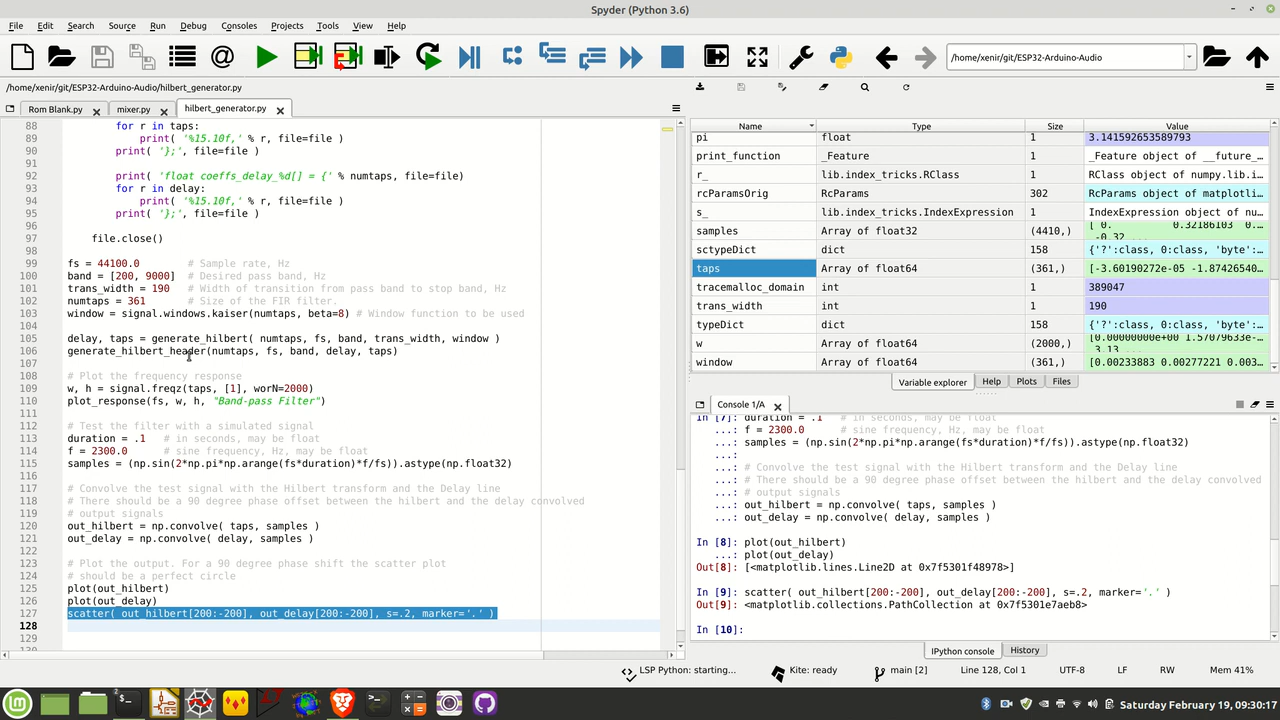 Spyder (Python 3.6)
File Edit Search Source Run Debug Consoles Projects Tools View Help
/home/xenir/git/ESP32-Arduino-Audio
/home/xenir/git/ESP32-Arduino-Audio/hilbert_generator.py
Rom Blank.py mixer.py hilbert_generator.py
88 for r in taps:
89 print( '%15.10f,' % r, file=file )
90 print( '};', file=file )
91
92 print( 'float coeffs_delay_%d[] = {' % numtaps, file=file)
93 for r in delay:
94 print( '%15.10f,' % r, file=file )
95 print( '};', file=file )
96
97 file.close()
98
99 fs = 44100.0 # Sample rate, Hz
100 band = [200, 9000] # Desired pass band, Hz
101 trans_width = 190 # Width of transition from pass band to stop band, Hz
102 numtaps = 361 # Size of the FIR filter.
103 window = signal.windows.kaiser(numtaps, beta=8) # Window function to be used
104
105 delay, taps = generate_hilbert( numtaps, fs, band, trans_width, window )
106 generate_hilbert_header(numtaps, fs, band, delay, taps)
107
108 # Plot the frequency response
109 w, h = signal.freqz(taps, [1], worN=2000)
110 plot_response(fs, w, h, "Band-pass Filter")
111
112 # Test the filter with a simulated signal
113 duration = .1 # in seconds, may be float
114 f = 2300.0 # sine frequency, Hz, may be float
115 samples = (np.sin(2*np.pi*np.arange(fs*duration)*f/fs)).astype(np.float32)
116
117 # Convolve the test signal with the Hilbert transform and the Delay line
118 # There should be a 90 degree phase offset between the hilbert and the delay convolved
119 # output signals
120 out_hilbert = np.convolve( taps, samples )
121 out_delay = np.convolve( delay, samples )
122
123 # Plot the output. For a 90 degree phase shift the scatter plot
124 # should be a perfect circle
125 plot(out_hilbert)
126 plot(out_delay)
127 scatter( out_hilbert[200:-200], out_delay[200:-200], s=.2, marker='.' )
128
129
130
Name Type Size Value
pi float 1 3.141592653589793
print_function _Feature 1 _Feature object of __future_…
r_ lib.index_tricks.RClass 1 RClass object of numpy.lib.i…
rcParamsOrig RcParams 302 RcParams object of matplotli…
s_ lib.index_tricks.IndexExpression 1 IndexExpression object of nu…
samples Array of float32 (4410,) [ 0. 0.32186103 0.…
-0.32
sctypeDict dict 158 {'?':class, 0:class, 'byte':…
taps Array of float64 (361,) [-3.60190272e-05 -1.87426540…
tracemalloc_domain int 1 389047
trans_width int 1 190
typeDict dict 158 {'?':class, 0:class, 'byte':…
w Array of float64 (2000,) [0.00000000e+00 1.57079633e-…
3.13
window Array of float64 (361,) [0.00233883 0.00277221 0.003…
Variable explorer Help Plots Files
Console 1/A
In [7]: duration = .1 # in seconds, may be float
...: f = 2300.0 # sine frequency, Hz, may be float
...: samples = (np.sin(2*np.pi*np.arange(fs*duration)*f/fs)).astype(np.float32)
...:
...: # Convolve the test signal with the Hilbert transform and the Delay line
...: # There should be a 90 degree phase offset between the hilbert and the delay convolved
...: # output signals
...: out_hilbert = np.convolve( taps, samples )
...: out_delay = np.convolve( delay, samples )
In [8]: plot(out_hilbert)
...: plot(out_delay)
Out[8]: [<matplotlib.lines.Line2D at 0x7f5301f48978>]
In [9]: scatter( out_hilbert[200:-200], out_delay[200:-200], s=.2, marker='.' )
Out[9]: <matplotlib.collections.PathCollection at 0x7f5301e7aeb8>
In [10]:
IPython console History
LSP Python: starting... Kite: ready main [2] Line 128, Col 1 UTF-8 LF RW Mem 41%
Saturday February 19, 09:30:17